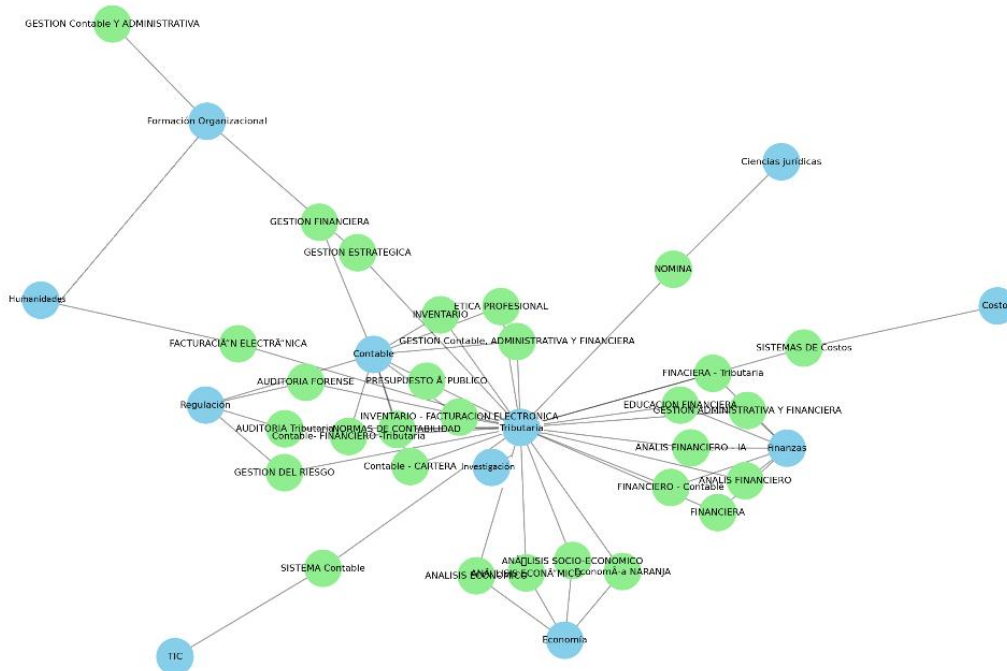 GESTION Contable Y ADMINISTRATIVA
Formación Organizacional
Ciencias Jurídicas
GESTION FINANCIERA
GESTION ESTRATEGICA
NOMINA
Humanidades
ETICA PROFESIONAL
INVENTARIO
Costo
FACTURACIÃ“N ELECTRÃ“NICA
GESTION Contable, ADMINISTRATIVA Y FINANCIERA
SISTEMAS DE Costos
Contable
FINACIERA - Tributaria
AUDITORIA FORENSE
PRESUPUESTO Â´PUBLICO
Regulación
EDUCACION FINANCIERA
GESTION ADMINISTRATIVA Y FINANCIERA
INVENTARIO - FACTURACION ELECTRONICA
AUDITORIA Tributaria
NORMAS DE CONTABILIDAD
Tributaria
Contable- FINANCIERO -Tributaria
ANALIS FINANCIERO - IA
Finanzas
GESTION DEL RIESGO
Contable - CARTERA
Investigación
FINANCIERO - Contable
ANALIS FINANCIERO
FINANCIERA
SISTEMA Contable
SOCIO-ECONOMICO
ANALISIS ECONOMICO
NARANJA
Economía
TIC